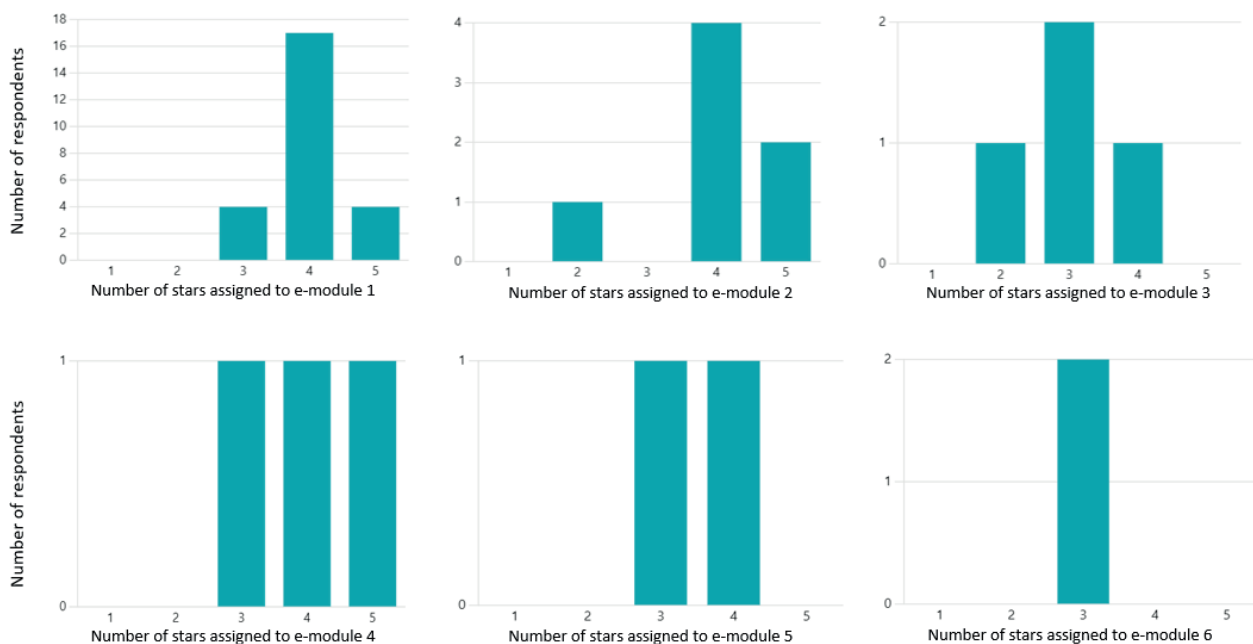 Number of respondents
18
16
14
12
10
8
6
4
2
0
1 2 3 4 5
Number of stars assigned to e-module 1
4
3
2
1
0
1 2 3 4 5
Number of stars assigned to e-module 2
2
1
0
1 2 3 4 5
Number of stars assigned to e-module 3
Number of respondents
1
0
1 2 3 4 5
Number of stars assigned to e-module 4
1
0
1 2 3 4 5
Number of stars assigned to e-module 5
2
1
0
1 2 3 4 5
Number of stars assigned to e-module 6